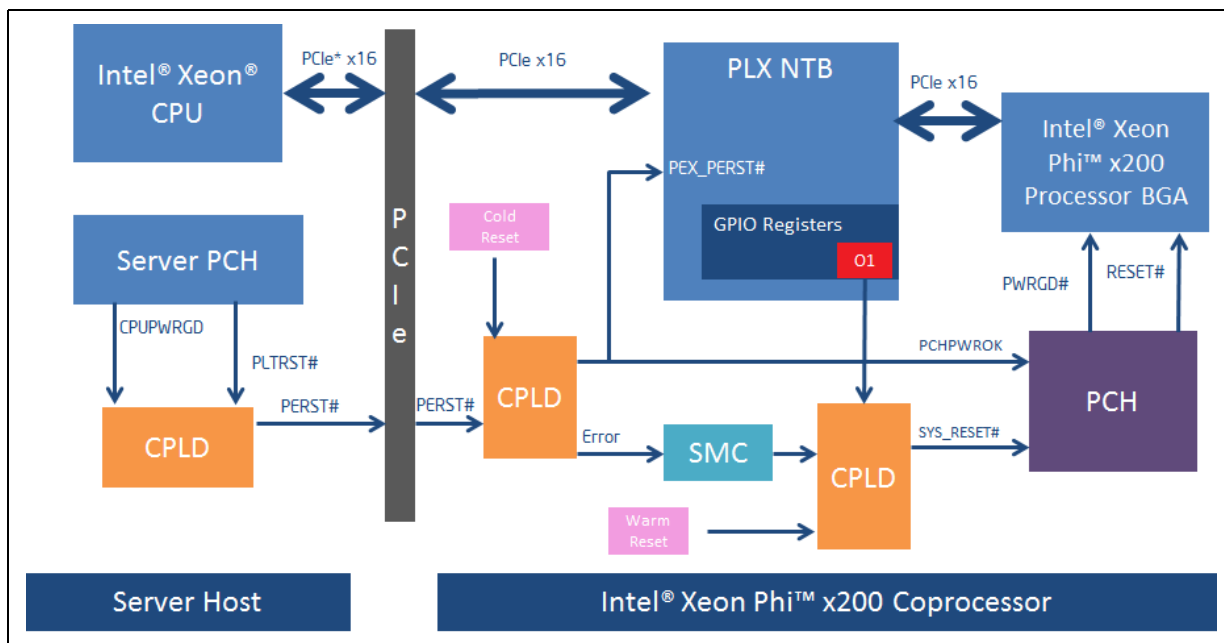 Intel® Xeon®
CPU
PCIe* x16
PCIe x16
PLX NTB
PCIe x16
Intel® Xeon
Phi™ x200
Processor BGA
PEX_PERST#
Cold
Reset
GPIO Registers
O1
Server PCH
PCIe
CPUPWRGD
PLTRST#
PWRGD#
RESET#
PCHPWROK
PERST#
PERST#
CPLD
CPLD
PCH
Error
SMC
CPLD
SYS_RESET#
Warm
Reset
Server Host
Intel® Xeon Phi™ x200 Coprocessor